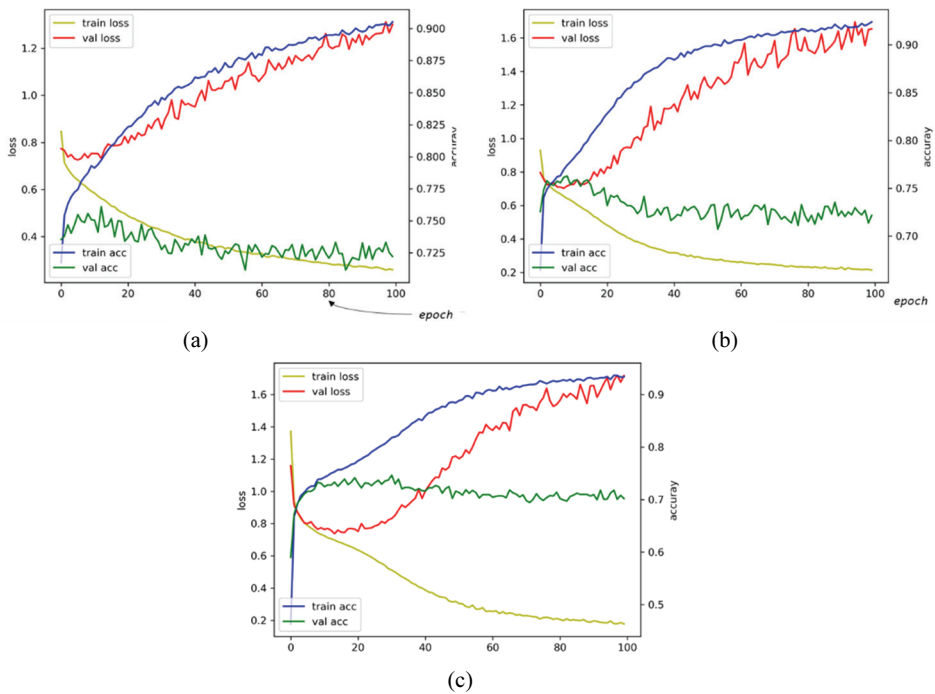 train loss
val loss
train acc
val acc
loss
accuray
1.2
1.0
0.8
0.6
0.4
0.900
0.875
0.850
0.825
0.800
0.775
0.750
0.725
0 20 40 60 80 100
epoch
(a)
train loss
val loss
train acc
val acc
loss
accuray
1.6
1.4
1.2
1.0
0.8
0.6
0.4
0.2
0.90
0.85
0.80
0.75
0.70
0 20 40 60 80 100
epoch
(b)
train loss
val loss
train acc
val acc
loss
accuray
1.6
1.4
1.2
1.0
0.8
0.6
0.4
0.2
0.9
0.8
0.7
0.6
0.5
0 20 40 60 80 100
(c)